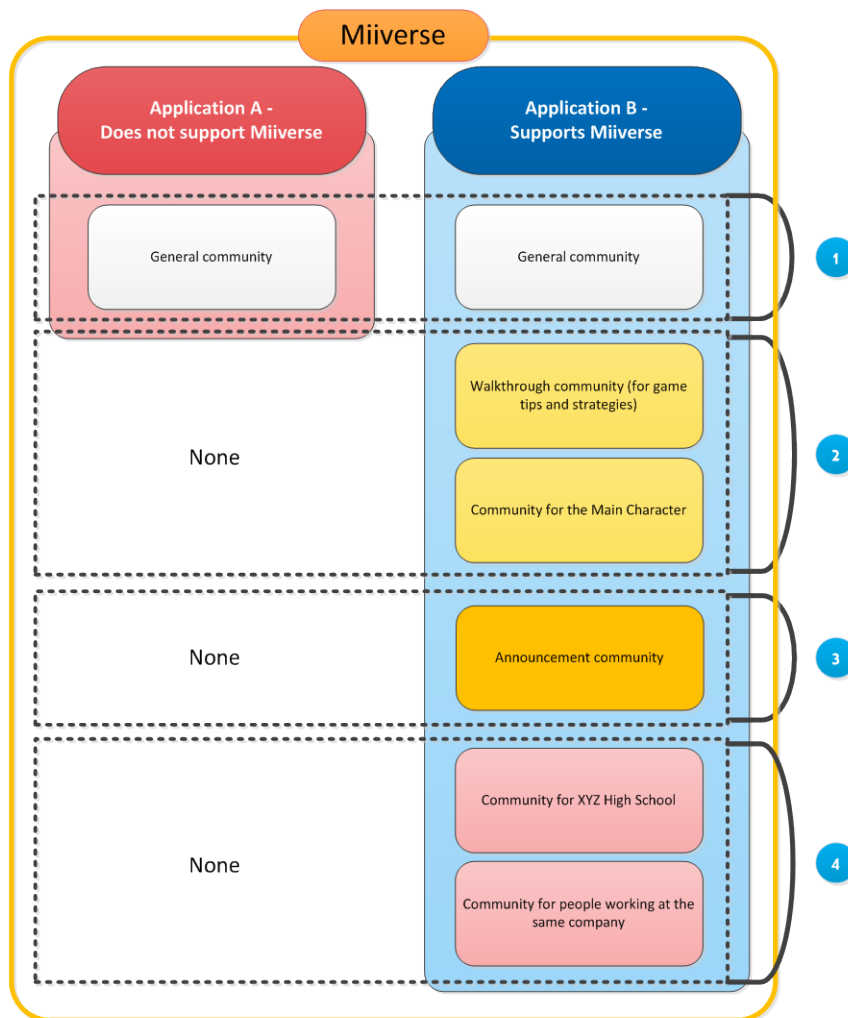 Miiverse
Application A -
Does not support Miiverse
Application B -
Supports Miiverse
General community
General community
1
Walkthrough community (for game
tips and strategies)
None
Community for the Main Character
2
None
Announcement community
3
Community for XYZ High School
None
Community for people working at the
same company
4